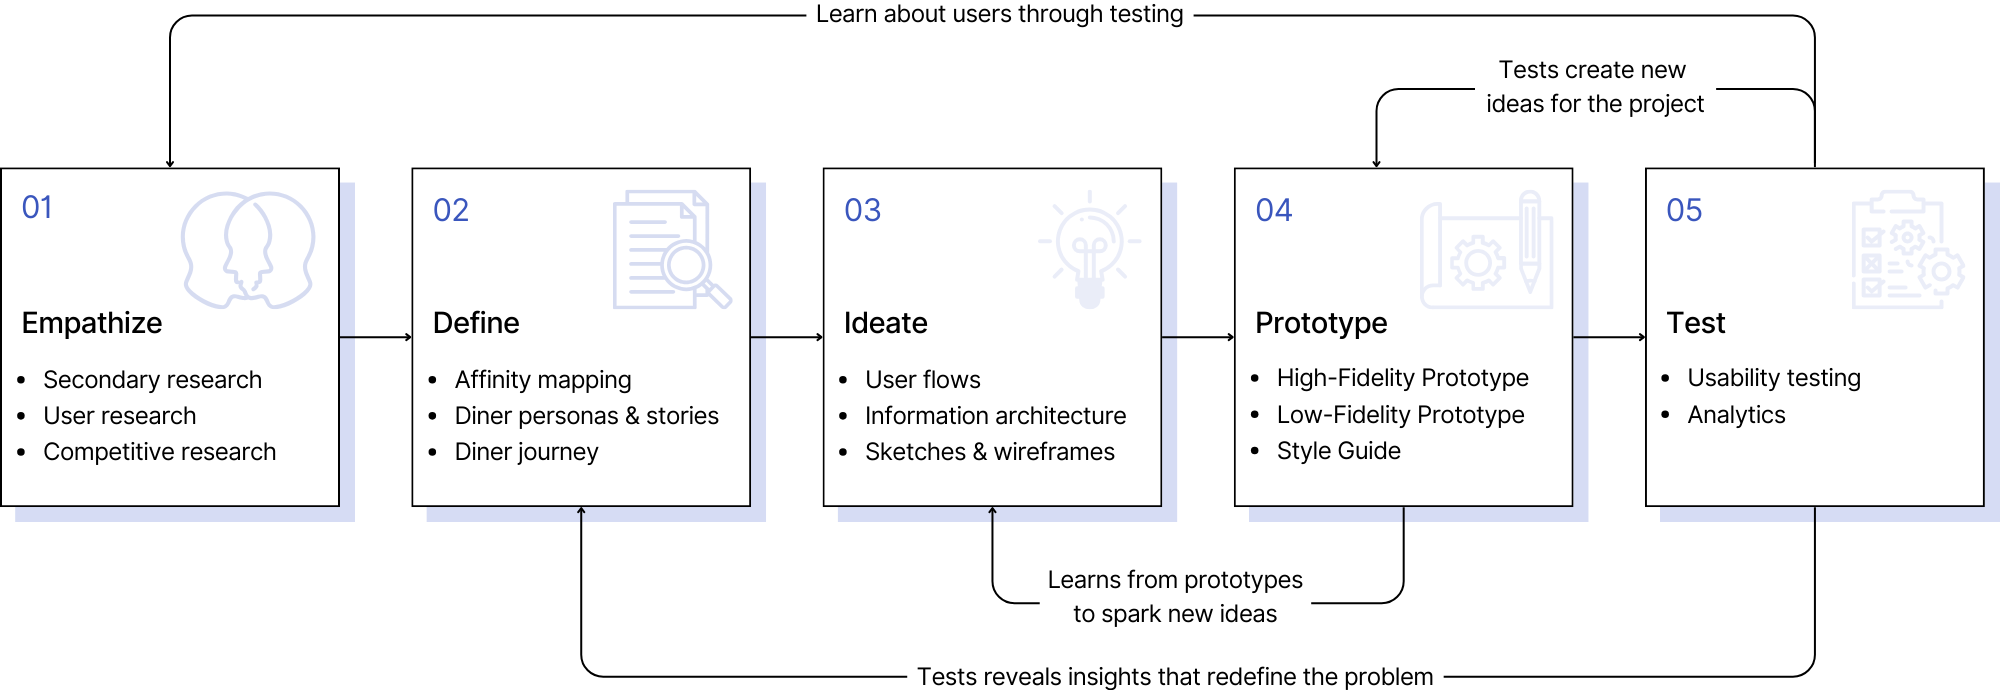 Learn about users through testing
Tests create new
ideas for the project
01
Empathize
• Secondary research
• User research
• Competitive research
02
Define
• Affinity mapping
• Diner personas & stories
• Diner journey
03
Ideate
• User flows
• Information architecture
• Sketches & wireframes
04
Prototype
• High-Fidelity Prototype
• Low-Fidelity Prototype
• Style Guide
05
Test
• Usability testing
• Analytics
Learns from prototypes
to spark new ideas
Tests reveals insights that redefine the problem